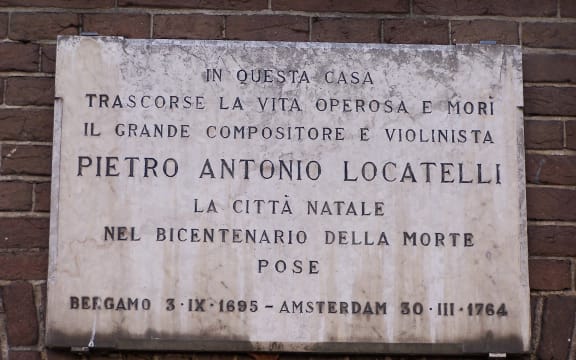 IN QUESTA CASA
TRASCORSE LA VITA OPEROSA E MORÌ
IL GRANDE COMPOSITORE E VIOLINISTA
PIETRO ANTONIO LOCATELLI
LA CITTÀ NATALE
NEL BICENTENARIO DELLA MORTE
POSE
BERGAMO 3·IX·1695 – AMSTERDAM 30·III·1764